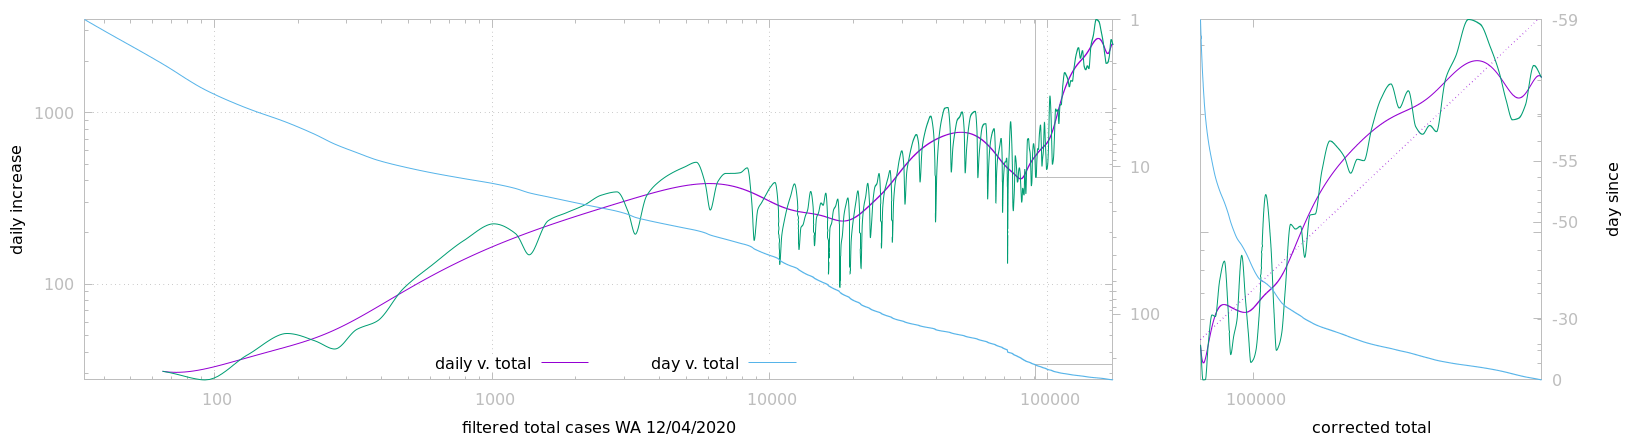 daily increase
1000
100
daily v. total
day v. total
100
1000
10000
100000
filtered total cases WA 12/04/2020
1
10
100
100000
corrected total
-59
-55
-50
-30
0
day since